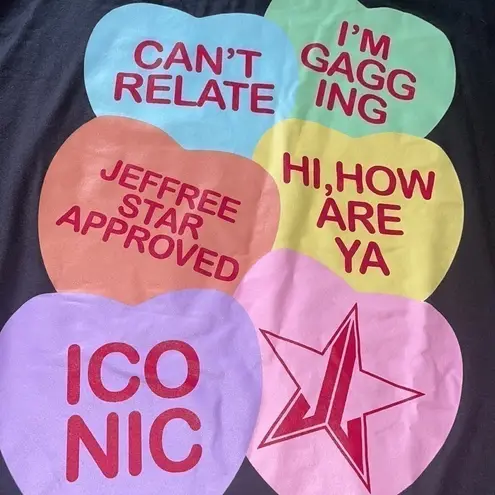 CAN'T
RELATE
I'M
GAGG
ING
JEFFREE
STAR
APPROVED
HI,HOW
ARE
YA
ICO
NIC